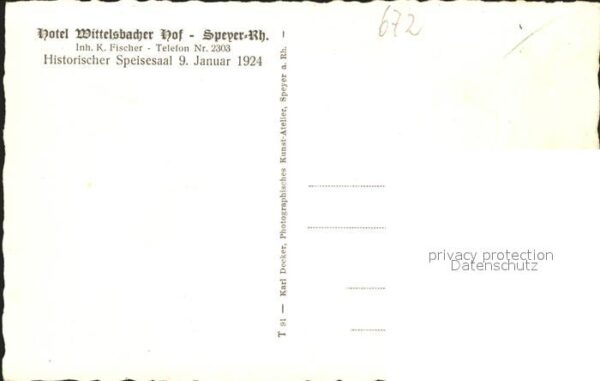 Hotel Wittelsbacher Hof - Speyer-Rh.
Inh. K. Fischer - Telefon Nr. 2303
Historischer Speisesaal 9. Januar 1924
672
T 91 — Karl Decker, Photographisches Kunst-Atelier, Speyer a. Rh. —
privacy protection
Datenschutz